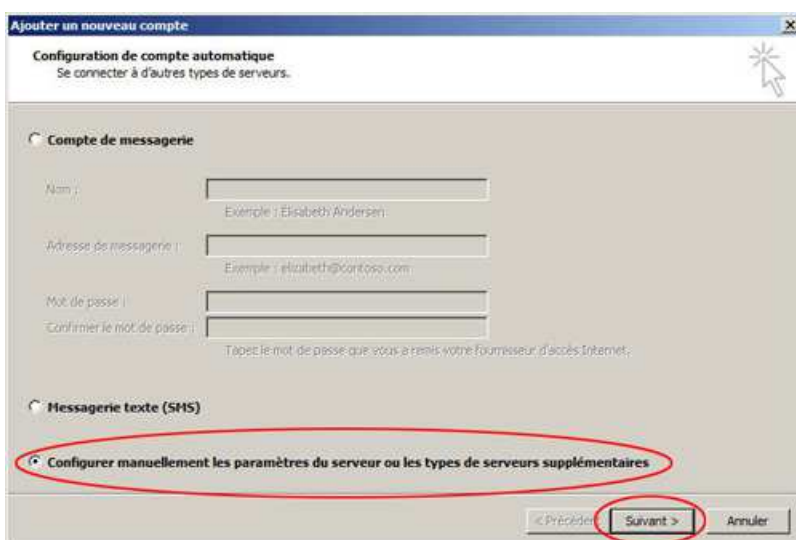 Ajouter un nouveau compte
Configuration de compte automatique
Se connecter à d'autres types de serveurs.
Compte de messagerie
Nom :
Exemple : Elisabeth Andersen
Adresse de messagerie :
Exemple : elizabeth@contoso.com
Mot de passe :
Confirmer le mot de passe :
Tapez le mot de passe que vous a remis votre fournisseur d'accès Internet.
Messagerie texte (SMS)
Configurer manuellement les paramètres du serveur ou les types de serveurs supplémentaires
< Précédent Suivant > Annuler